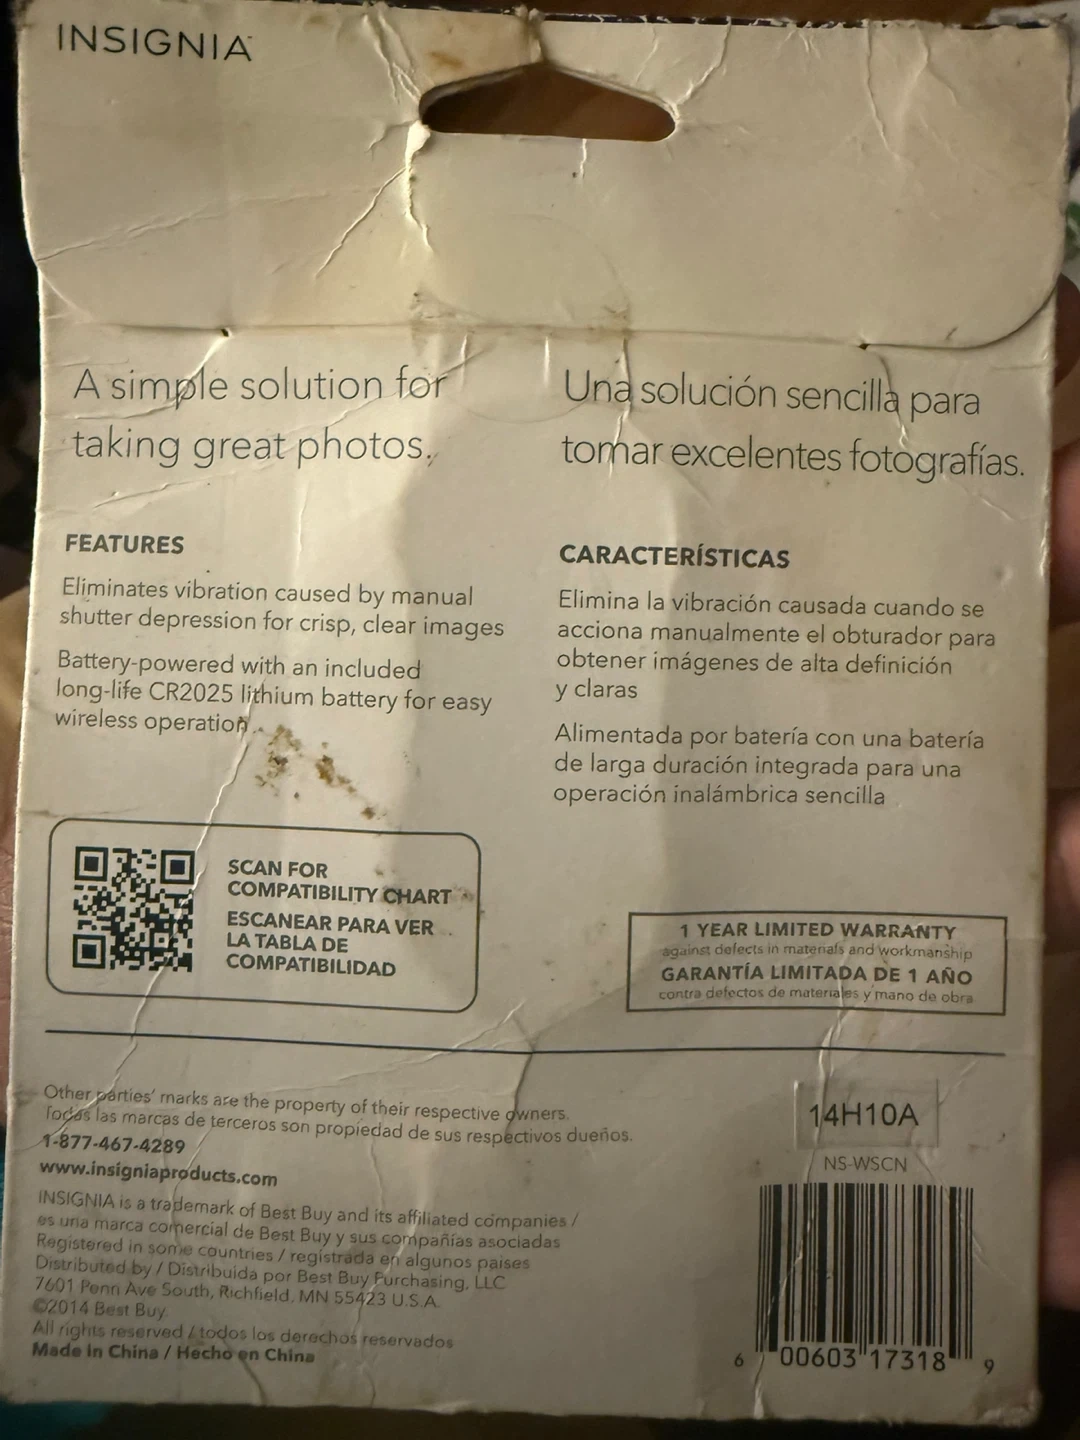 INSIGNIA
A simple solution for
taking great photos.
FEATURES
Eliminates vibration caused by manual
shutter depression for crisp, clear images
Battery-powered with an included
long-life CR2025 lithium battery for easy
wireless operation
Una solución sencilla para
tomar excelentes fotografías.
CARACTERÍSTICAS
Elimina la vibración causada cuando se
acciona manualmente el obturador para
obtener imágenes de alta definición
y claras
Alimentada por batería con una batería
de larga duración integrada para una
operación inalámbrica sencilla
SCAN FOR
COMPATIBILITY CHART
ESCANEAR PARA VER
LA TABLA DE
COMPATIBILIDAD
1 YEAR LIMITED WARRANTY
against defects in materials and workmanship
GARANTÍA LIMITADA DE 1 AÑO
contra defectos de materiales y mano de obra
Other parties' marks are the property of their respective owners.
Todas las marcas de terceros son propiedad de sus respectivos dueños.
1-877-467-4289
www.insigniaproducts.com
INSIGNIA is a trademark of Best Buy and its affiliated companies /
es una marca comercial de Best Buy y sus compañías asociadas
Registered in some countries / registrada en algunos países
Distributed by / Distribuida por Best Buy Purchasing, LLC
7601 Penn Ave South, Richfield, MN 55423 U.S.A.
©2014 Best Buy
All rights reserved / todos los derechos reservados
Made in China / Hecho en China
14H10A
NS-WSCN
6 00603 17318 9